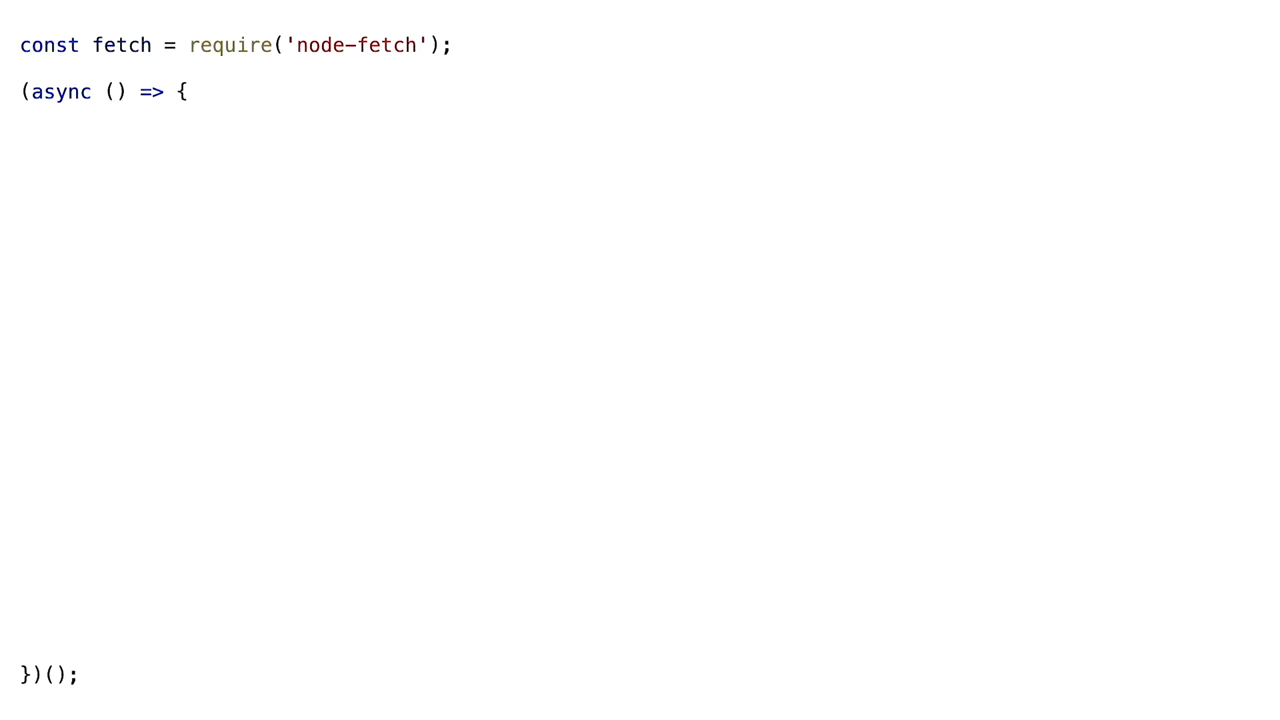 const fetch = require('node-fetch');
(async () => {
})();